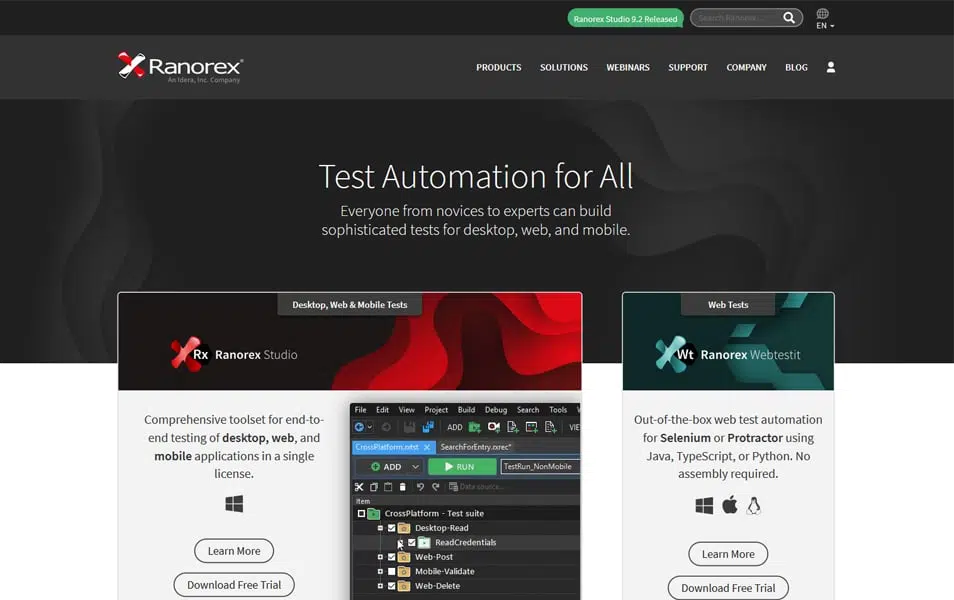 Ranorex Studio 9.2 Released
Search Ranorex...
EN
Ranorex®
An Idera, Inc. Company
PRODUCTS
SOLUTIONS
WEBINARS
SUPPORT
COMPANY
BLOG
Test Automation for All
Everyone from novices to experts can build
sophisticated tests for desktop, web, and mobile.
Desktop, Web & Mobile Tests
Rx Ranorex Studio
Comprehensive toolset for end-to-
end testing of desktop, web, and
mobile applications in a single
license.
Learn More
Download Free Trial
File Edit View Project Build Debug Search Tools
ADD
CrossPlatform.rxtst
SearchForEntry.rxrec*
ADD
RUN
TestRun_NonMobile
Data source...
Item
CrossPlatform - Test suite
Desktop-Read
ReadCredentials
Web-Post
Mobile-Validate
Web-Delete
Web Tests
Wt Ranorex Webtestit
Out-of-the-box web test automation
for Selenium or Protractor using
Java, TypeScript, or Python. No
assembly required.
Learn More
Download Free Trial